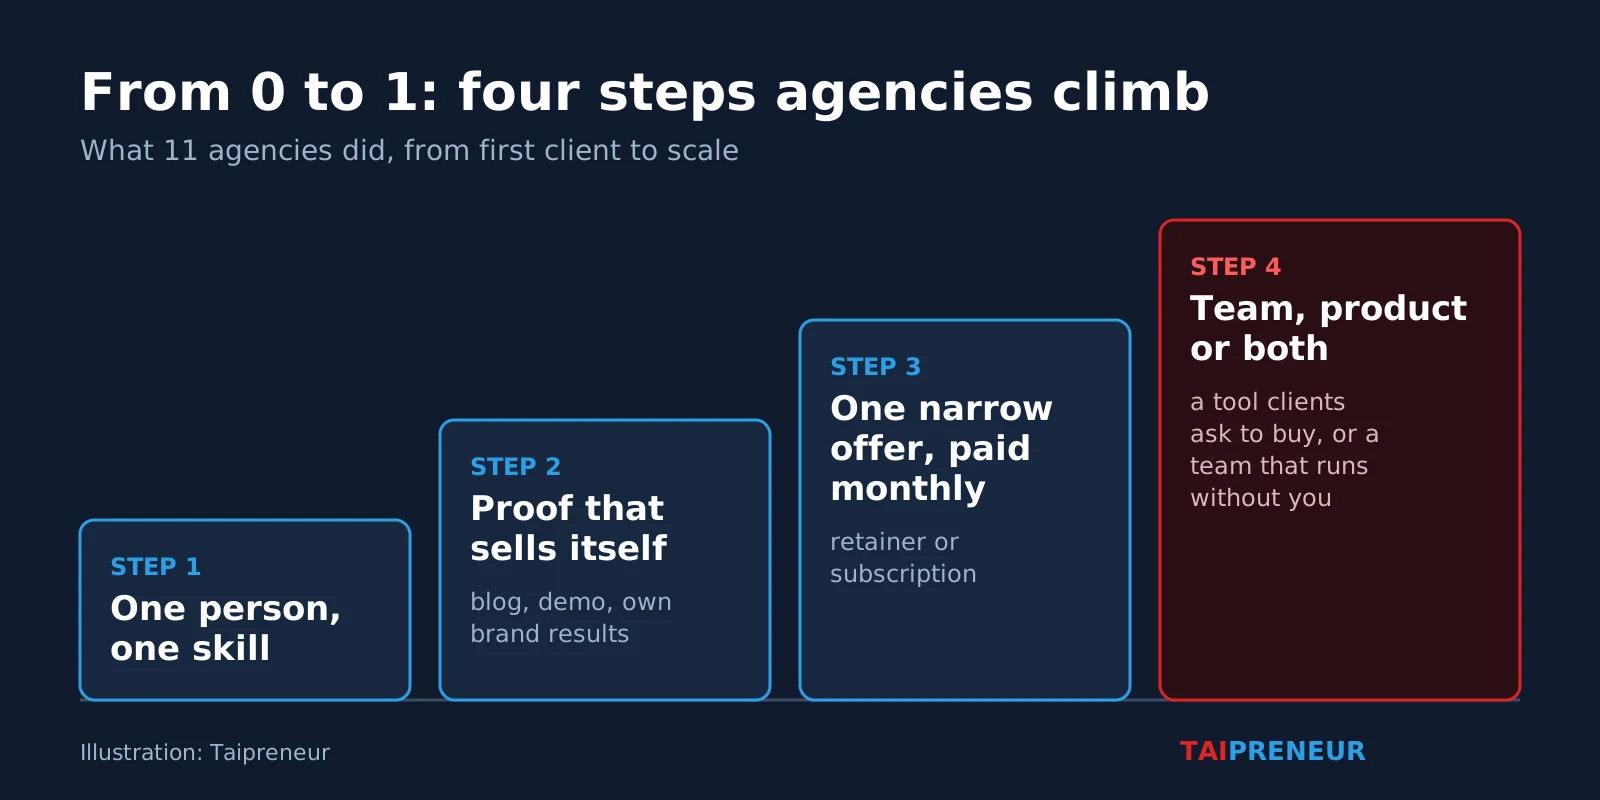 From 0 to 1: four steps agencies climb
What 11 agencies did, from first client to scale
STEP 1
One person,
one skill
STEP 2
Proof that
sells itself
blog, demo, own
brand results
STEP 3
One narrow
offer, paid
monthly
retainer or
subscription
STEP 4
Team, product
or both
a tool clients
ask to buy, or a
team that runs
without you
Illustration: Taipreneur
TAIPRENEUR